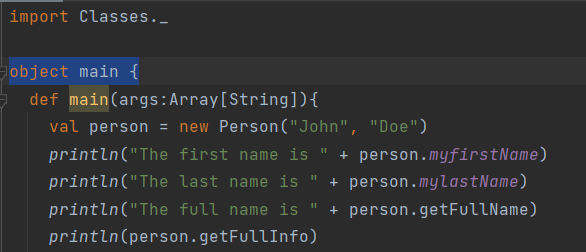 import Classes._
object main {
def main(args:Array[String]){
val person = new Person("John", "Doe")
println("The first name is " + person.myfirstName)
println("The last name is " + person.mylastName)
println("The full name is " + person.getFullName)
println(person.getFullInfo)